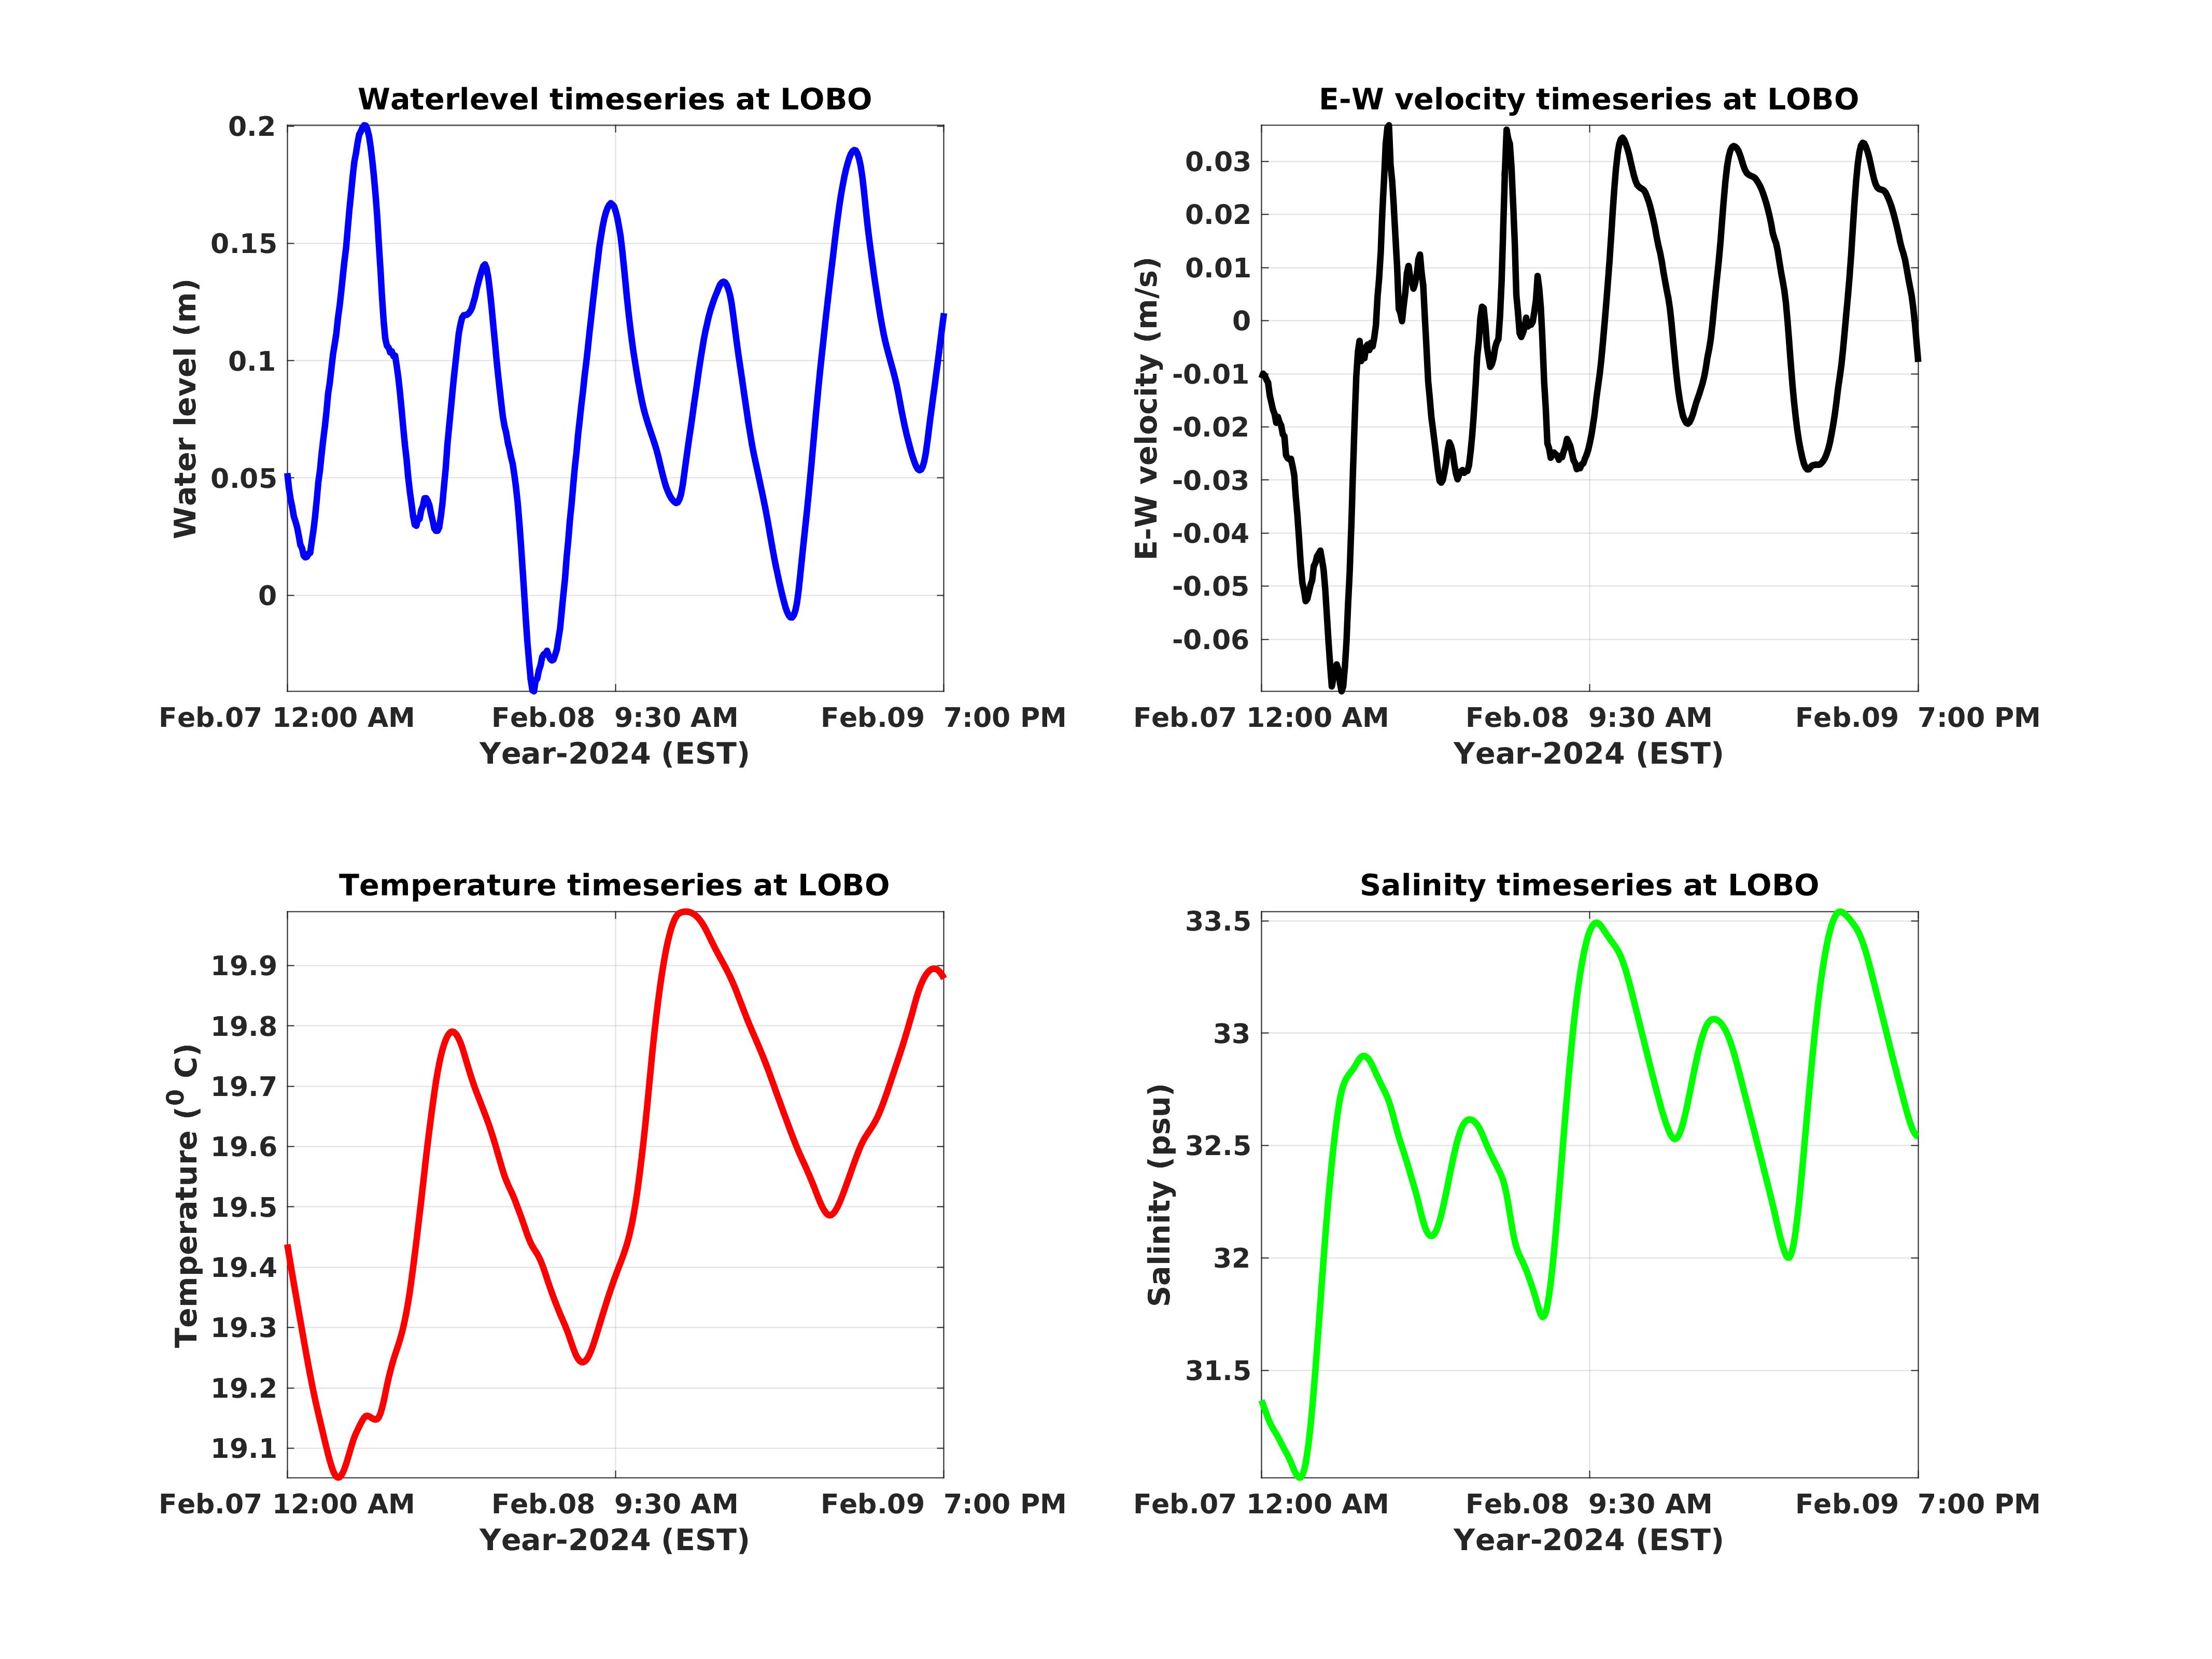 Waterlevel timeseries at LOBO
0.2
0.15
0.1
0.05
0
Water level (m)
Feb.07 12:00 AM Feb.08  9:30 AM Feb.09  7:00 PM
Year-2024 (EST)
E-W velocity timeseries at LOBO
0.03
0.02
0.01
0
-0.01
-0.02
-0.03
-0.04
-0.05
-0.06
E-W velocity (m/s)
Feb.07 12:00 AM Feb.08  9:30 AM Feb.09  7:00 PM
Year-2024 (EST)
Temperature timeseries at LOBO
19.9
19.8
19.7
19.6
19.5
19.4
19.3
19.2
19.1
Temperature (⁰ C)
Feb.07 12:00 AM Feb.08  9:30 AM Feb.09  7:00 PM
Year-2024 (EST)
Salinity timeseries at LOBO
33.5
33
32.5
32
31.5
Salinity (psu)
Feb.07 12:00 AM Feb.08  9:30 AM Feb.09  7:00 PM
Year-2024 (EST)